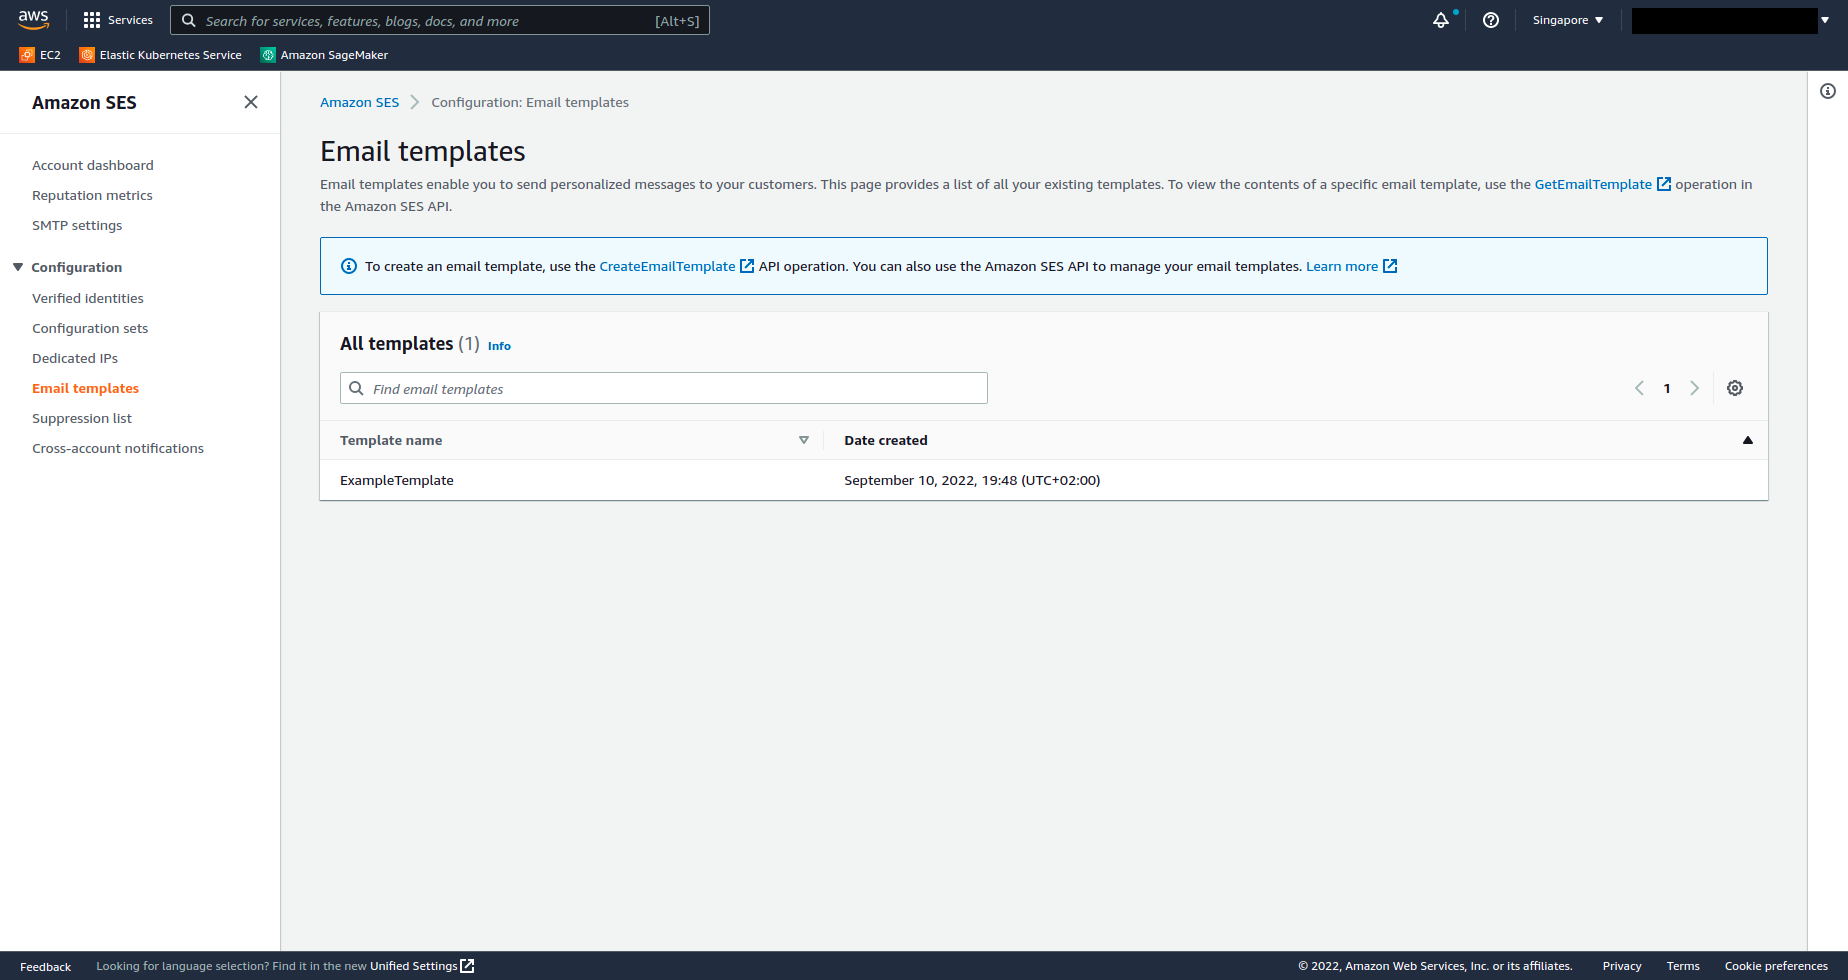 aws
Services
Search for services, features, blogs, docs, and more [Alt+S]
Singapore
EC2
Elastic Kubernetes Service
Amazon SageMaker
Amazon SES
Account dashboard
Reputation metrics
SMTP settings
Configuration
Verified identities
Configuration sets
Dedicated IPs
Email templates
Suppression list
Cross-account notifications
Amazon SES > Configuration: Email templates
Email templates
Email templates enable you to send personalized messages to your customers. This page provides a list of all your existing templates. To view the contents of a specific email template, use the GetEmailTemplate operation in
the Amazon SES API.
To create an email template, use the CreateEmailTemplate API operation. You can also use the Amazon SES API to manage your email templates. Learn more
All templates (1) Info
Find email templates
1
Template name Date created
ExampleTemplate September 10, 2022, 19:48 (UTC+02:00)
Feedback Looking for language selection? Find it in the new Unified Settings © 2022, Amazon Web Services, Inc. or its affiliates. Privacy Terms Cookie preferences